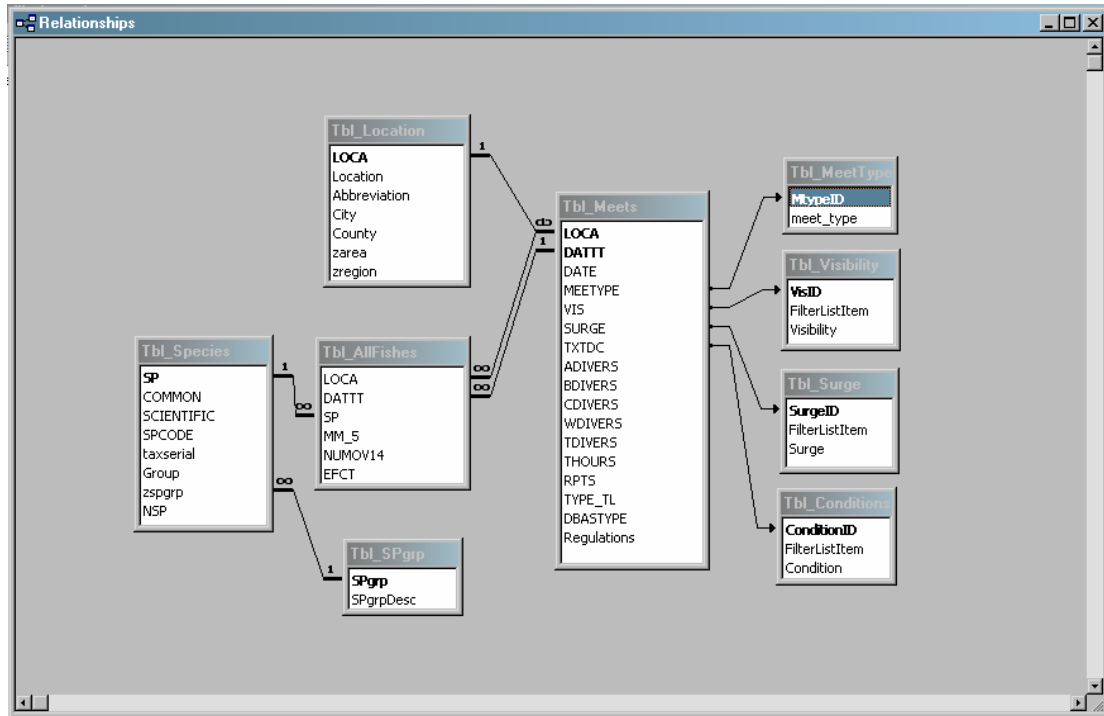 Relationships
Tbl_Location
LOCA
Location
Abbreviation
City
County
zarea
zregion
1
Tbl_Species
SP
COMMON
SCIENTIFIC
SPCODE
taxserial
Group
zspgrp
NSP
1
∞
Tbl_AllFishes
LOCA
DATTT
SP
MM_5
NUMOV14
EFCT
∞
∞
∞
Tbl_SPgrp
SPgrp
SPgrpDesc
1
Tbl_Meets
LOCA
DATTT
DATE
MEETYPE
VIS
SURGE
TXTDC
ADIVERS
BDIVERS
CDIVERS
WDIVERS
TDIVERS
THOURS
RPTS
TYPE_TL
DBASTYPE
Regulations
1
Tbl_MeetType
MtypeID
meet_type
Tbl_Visibility
VisID
FilterListItem
Visibility
Tbl_Surge
SurgeID
FilterListItem
Surge
Tbl_Conditions
ConditionID
FilterListItem
Condition